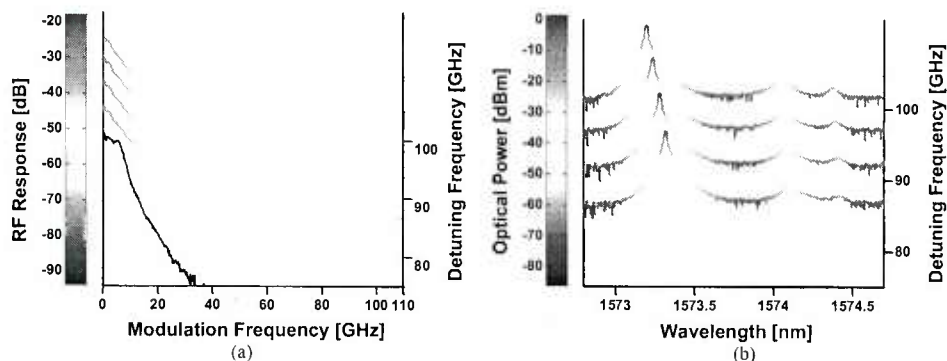 -20
-30
-40
-50
-60
-70
-80
-90
RF Response [dB]
100
90
80
Detuning Frequency [GHz]
0 20 40 60 80 100 110
Modulation Frequency [GHz]
(a)
0
-10
-20
-30
-40
-50
-60
-70
-80
Optical Power [dBm]
100
90
80
Detuning Frequency [GHz]
1573 1573.5 1574 1574.5
Wavelength [nm]
(b)